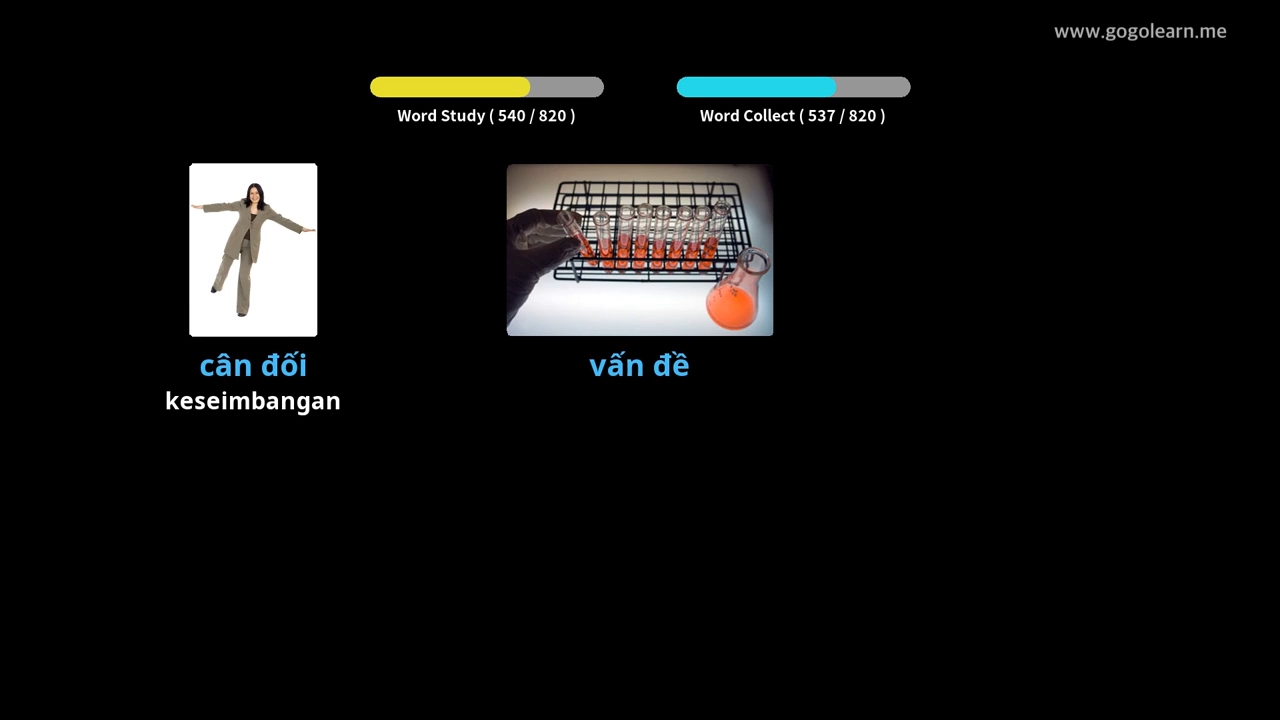 www.gogolearn.me
Word Study ( 540 / 820 )
Word Collect ( 537 / 820 )
cân đối
keseimbangan
vấn đề